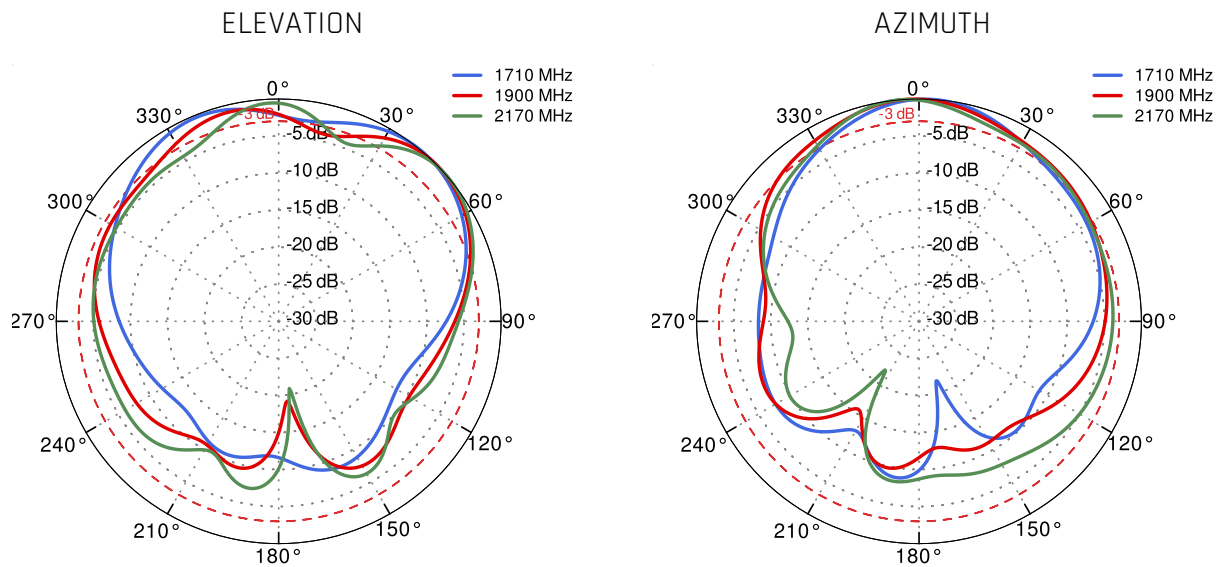 ELEVATION
1710 MHz
1900 MHz
2170 MHz
0°
30°
60°
90°
120°
150°
180°
210°
240°
270°
300°
330°
-3 dB
-5 dB
-10 dB
-15 dB
-20 dB
-25 dB
-30 dB
AZIMUTH
1710 MHz
1900 MHz
2170 MHz
0°
30°
60°
90°
120°
150°
180°
210°
240°
270°
300°
330°
-3 dB
-5 dB
-10 dB
-15 dB
-20 dB
-25 dB
-30 dB